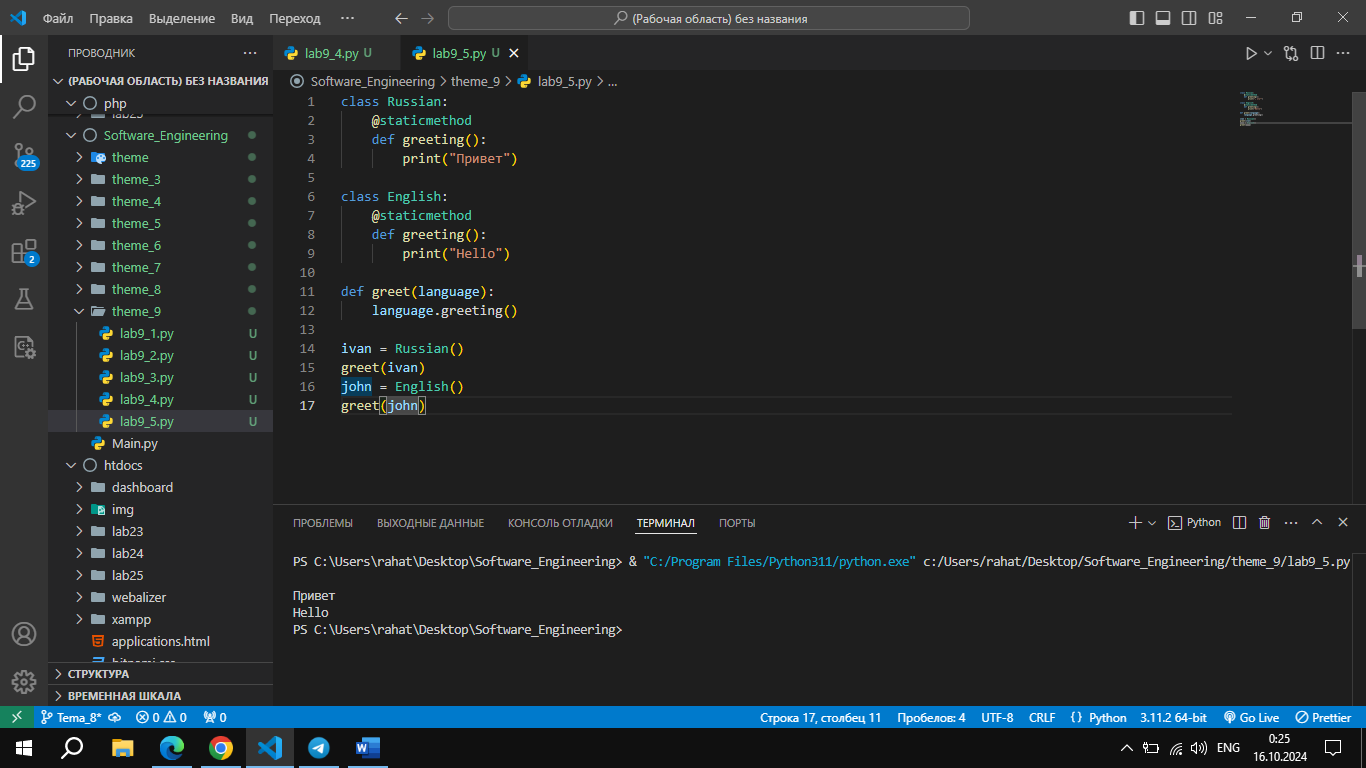 Файл Правка Выделение Вид Переход ··· (Рабочая область) без названия
ПРОВОДНИК ···
(РАБОЧАЯ ОБЛАСТЬ) БЕЗ НАЗВАНИЯ
php
lab23
Software_Engineering
theme
theme_3
theme_4
theme_5
theme_6
theme_7
theme_8
theme_9
lab9_1.py U
lab9_2.py U
lab9_3.py U
lab9_4.py U
lab9_5.py U
Main.py
htdocs
dashboard
img
lab23
lab24
lab25
webalizer
xampp
applications.html
bitnami.css
СТРУКТУРА
ВРЕМЕННАЯ ШКАЛА
225
2
lab9_4.py U lab9_5.py U
Software_Engineering > theme_9 > lab9_5.py > ...
1 class Russian:
2 @staticmethod
3 def greeting():
4 print("Привет")
5
6 class English:
7 @staticmethod
8 def greeting():
9 print("Hello")
10
11 def greet(language):
12 language.greeting()
13
14 ivan = Russian()
15 greet(ivan)
16 john = English()
17 greet(john)
ПРОБЛЕМЫ ВЫХОДНЫЕ ДАННЫЕ КОНСОЛЬ ОТЛАДКИ ТЕРМИНАЛ ПОРТЫ Python
PS C:\Users\rahat\Desktop\Software_Engineering> & "C:/Program Files/Python311/python.exe" c:/Users/rahat/Desktop/Software_Engineering/theme_9/lab9_5.py
Привет
Hello
PS C:\Users\rahat\Desktop\Software_Engineering>
Tema_8* 0 0 0 Строка 17, столбец 11 Пробелов: 4 UTF-8 CRLF {} Python 3.11.2 64-bit Go Live Prettier
ENG
0:25
16.10.2024